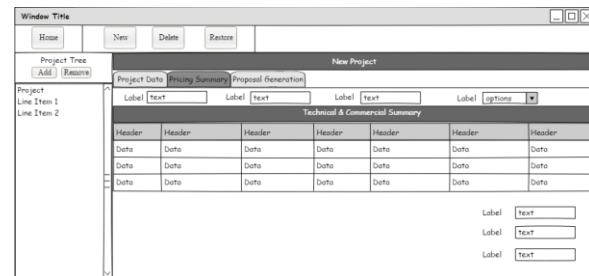 Window Title
Home New Delete Restore
Project Tree
Add Remove
Project
Line Item 1
Line Item 2
New Project
Project Data Pricing Summary Proposal Generation
Label text Label text Label text Label options
Technical & Commercial Summary
Header Header Header Header Header Header Header
Data Data Data Data Data Data Data
Data Data Data Data Data Data Data
Data Data Data Data Data Data Data
Label text
Label text
Label text